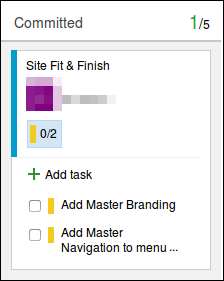 Committed 1/5
Site Fit & Finish
0/2
+ Add task
Add Master Branding
Add Master
Navigation to menu ...